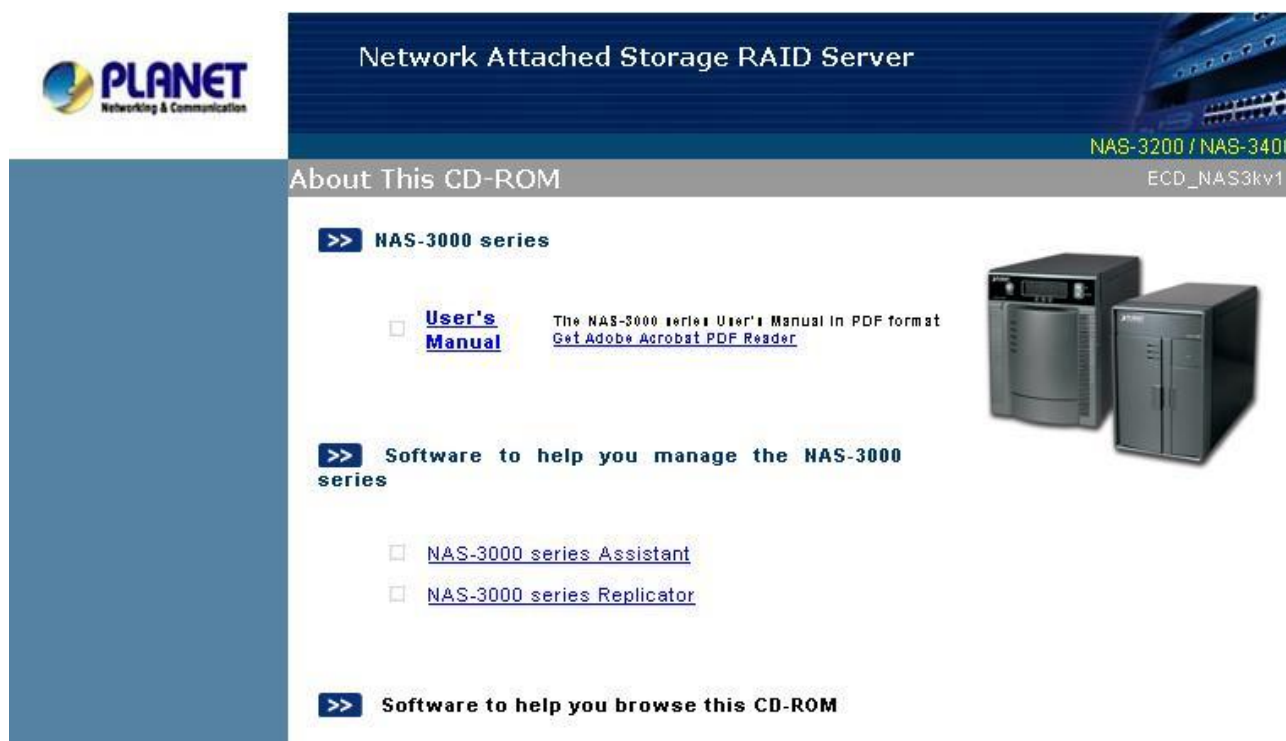 PLANET
Networking & Communication
Network Attached Storage RAID Server
NAS-3200 / NAS-340
ECD_NAS3kv1
About This CD-ROM
>> NAS-3000 series
User's
Manual
The NAS-3000 series User's Manual in PDF format
Get Adobe Acrobat PDF Reader
>> Software to help you manage the NAS-3000
series
NAS-3000 series Assistant
NAS-3000 series Replicator
>> Software to help you browse this CD-ROM